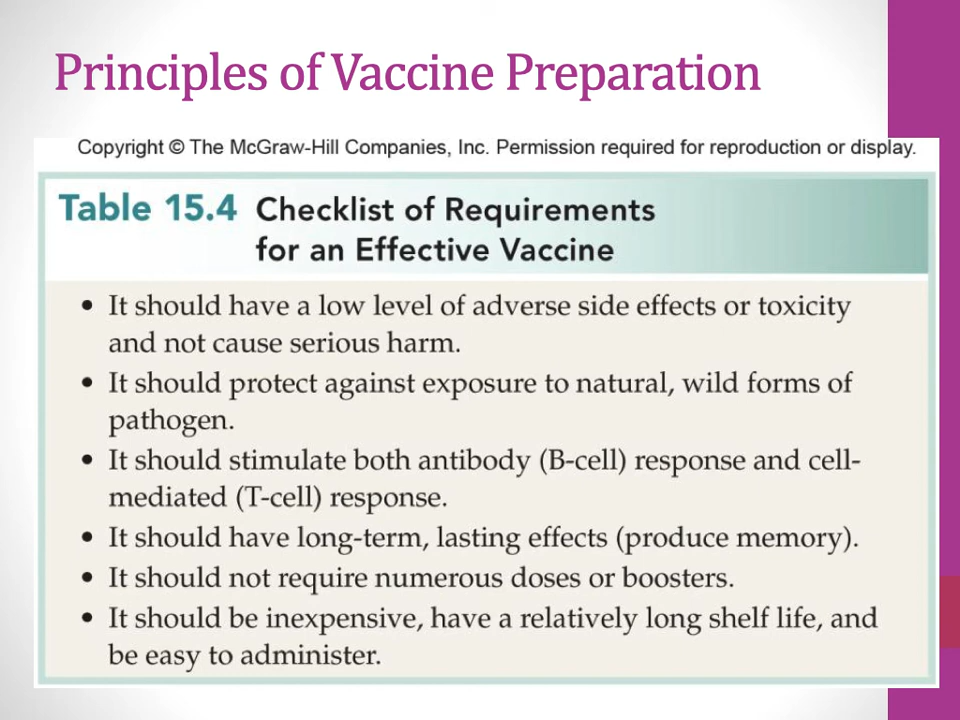 Principles of Vaccine Preparation
Copyright © The McGraw-Hill Companies, Inc. Permission required for reproduction or display.
Table 15.4 Checklist of Requirements
for an Effective Vaccine
• It should have a low level of adverse side effects or toxicity
and not cause serious harm.
• It should protect against exposure to natural, wild forms of
pathogen.
• It should stimulate both antibody (B-cell) response and cell-
mediated (T-cell) response.
• It should have long-term, lasting effects (produce memory).
• It should not require numerous doses or boosters.
• It should be inexpensive, have a relatively long shelf life, and
be easy to administer.